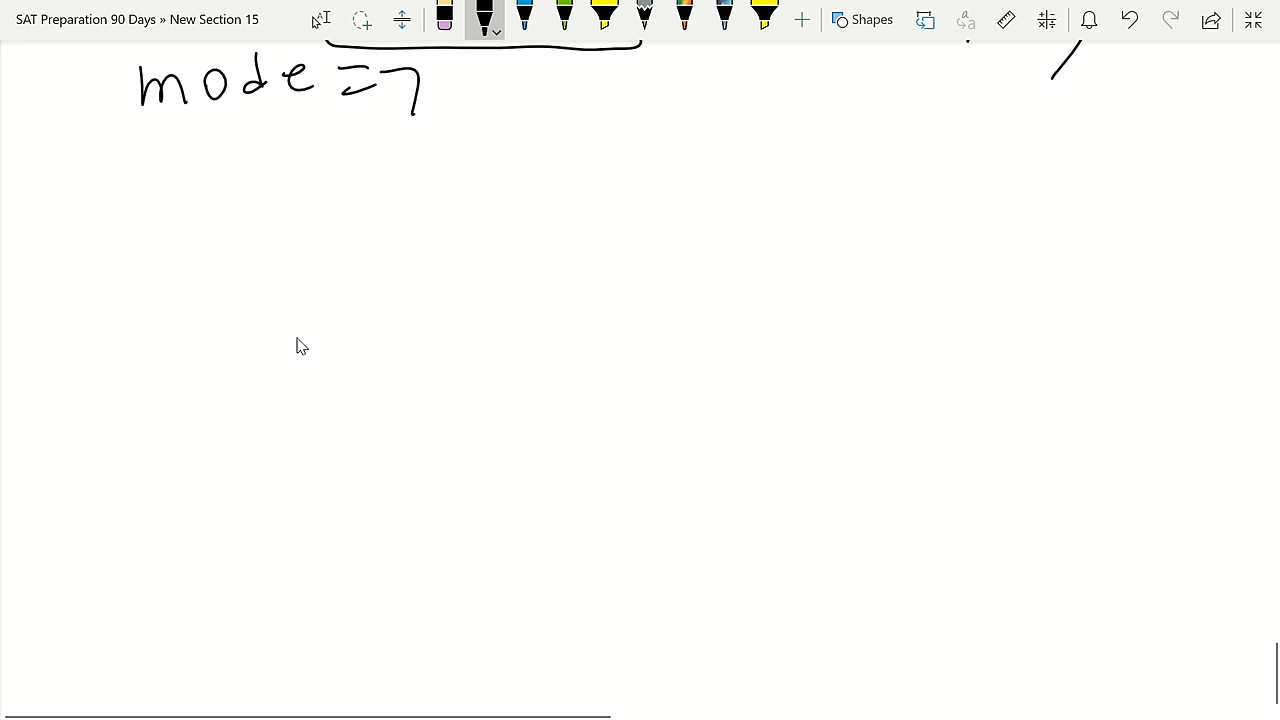 SAT Preparation 90 Days » New Section 15
Shapes
mode = 7